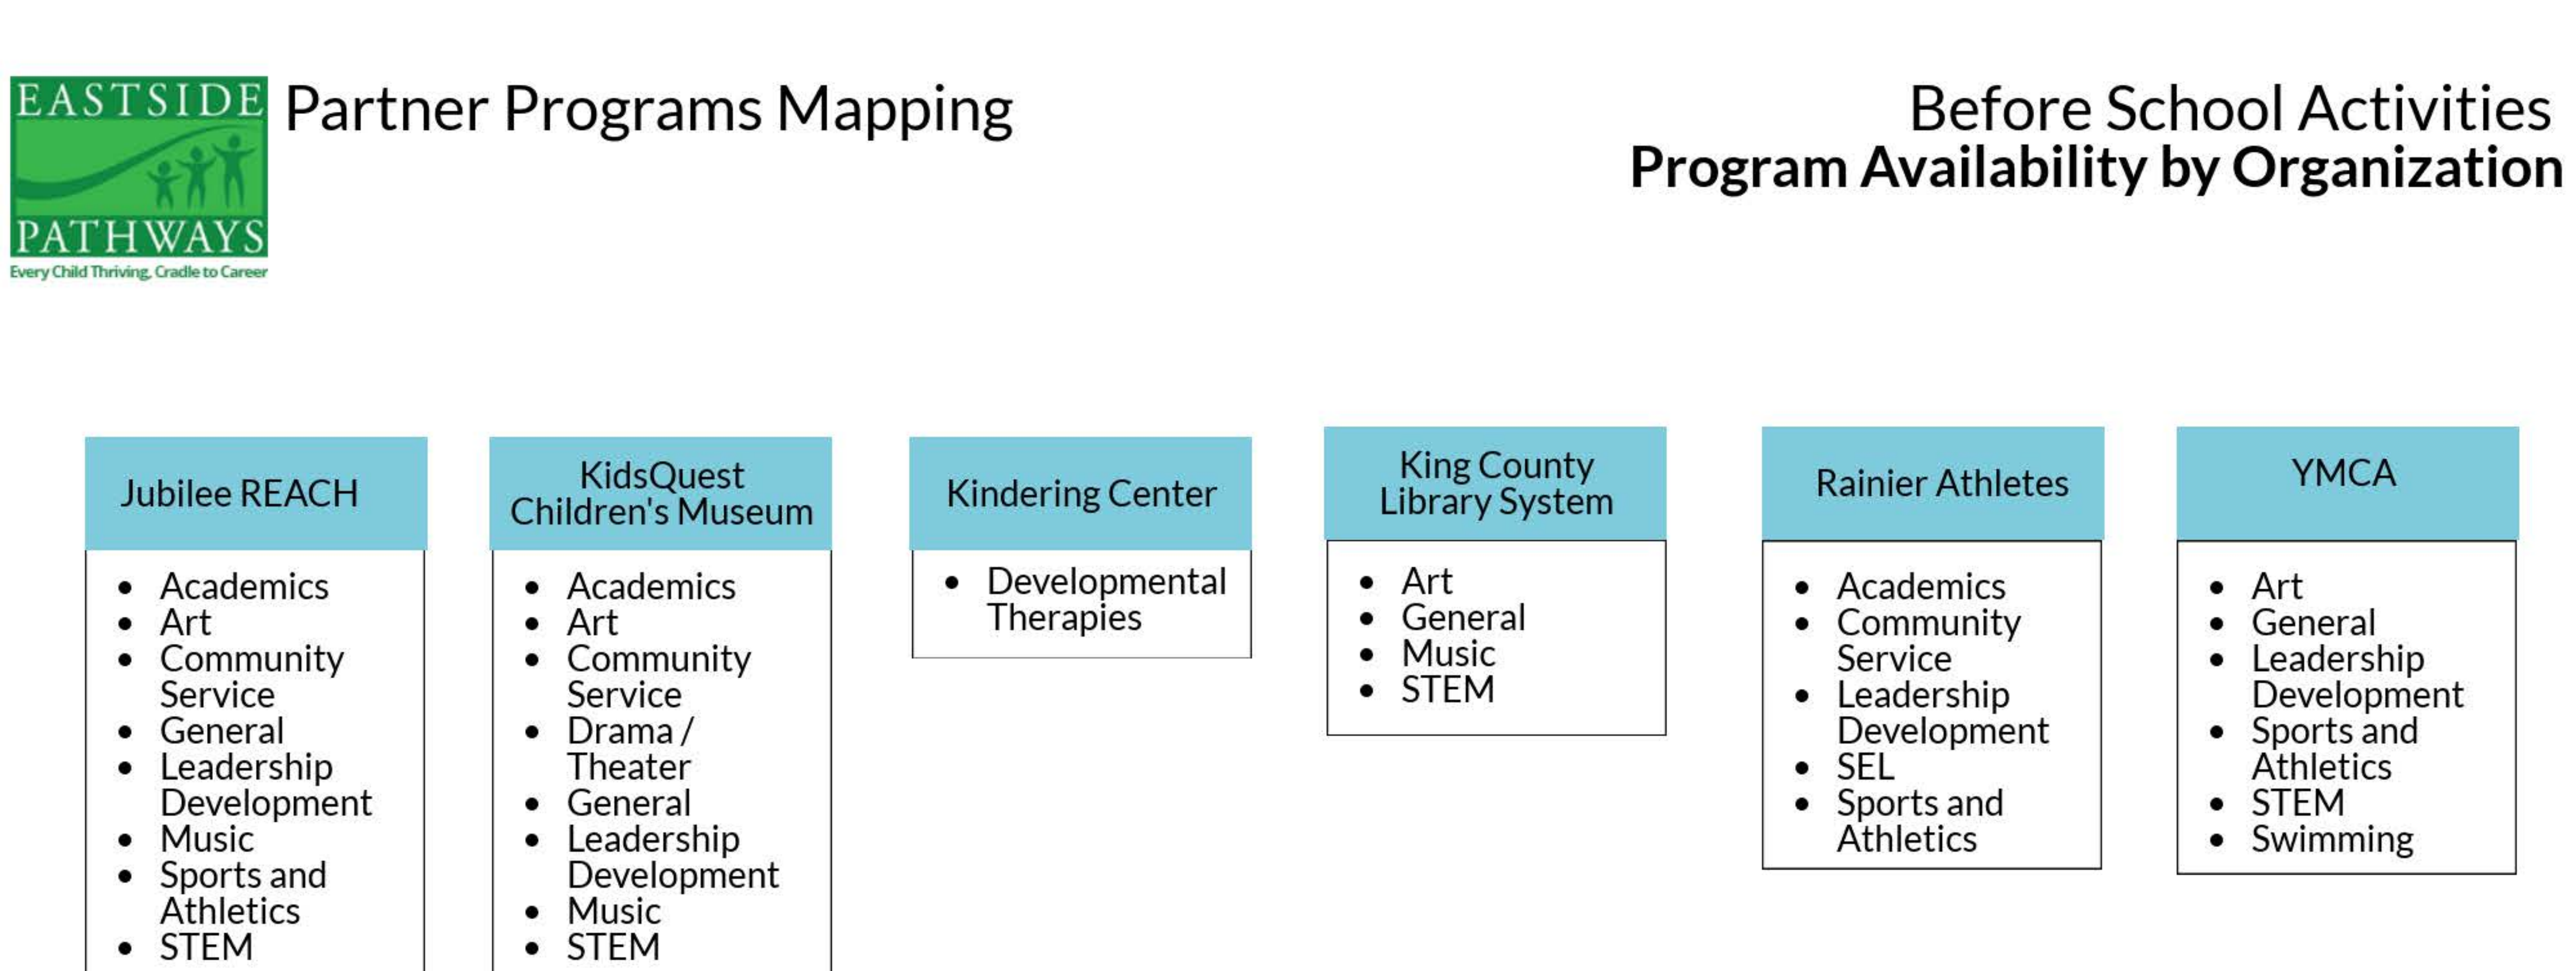 EASTSIDE
PATHWAYS
Every Child Thriving, Cradle to Career
Partner Programs Mapping
Before School Activities
Program Availability by Organization
Jubilee REACH
• Academics
• Art
• Community
Service
• General
• Leadership
Development
• Music
• Sports and
Athletics
• STEM
KidsQuest
Children's Museum
• Academics
• Art
• Community
Service
• Drama /
Theater
• General
• Leadership
Development
• Music
• STEM
Kindering Center
• Developmental
Therapies
King County
Library System
• Art
• General
• Music
• STEM
Rainier Athletes
• Academics
• Community
Service
• Leadership
Development
• SEL
• Sports and
Athletics
YMCA
• Art
• General
• Leadership
Development
• Sports and
Athletics
• STEM
• Swimming